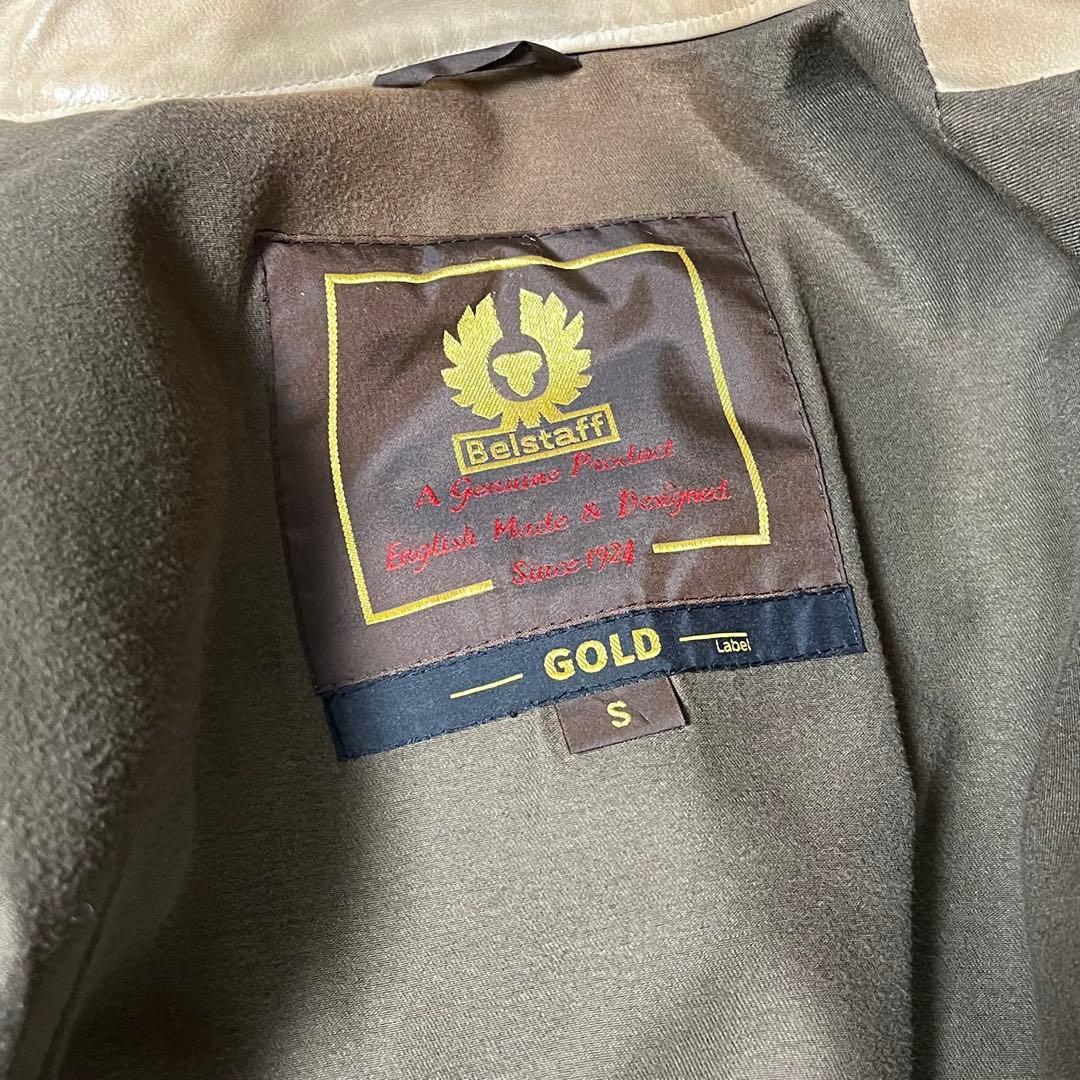 Belstaff
A Genuine Product
English Made & Designed
Since 1924
GOLD
Label
S